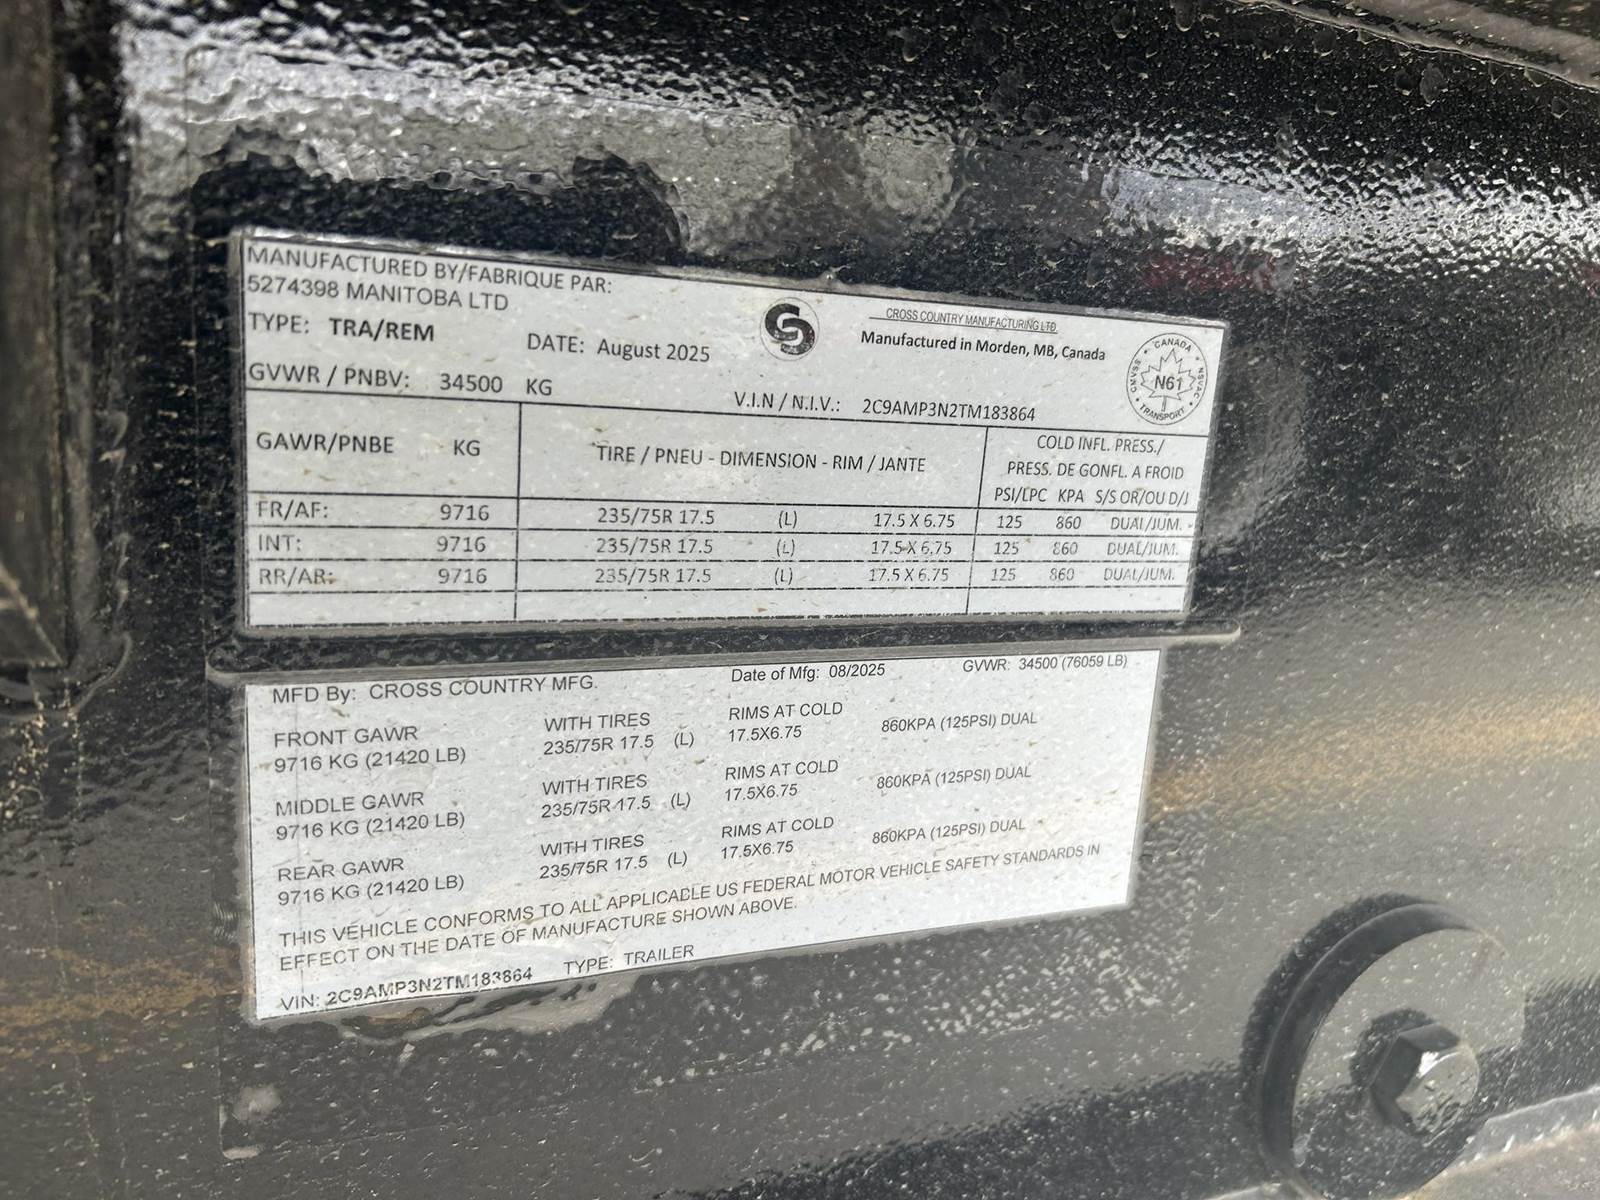 MANUFACTURED BY/FABRIQUE PAR:
5274398 MANITOBA LTD
CROSS COUNTRY MANUFACTURING LTD.
Manufactured in Morden, MB, Canada
TYPE: TRA/REM DATE: August 2025
CANADA
CMVSS N61 NSVAC
TRANSPORT
GVWR / PNBV: 34500 KG V.I.N / N.I.V.: 2C9AMP3N2TM183864
GAWR/PNBE KG TIRE / PNEU - DIMENSION - RIM / JANTE COLD INFL. PRESS./
PRESS. DE GONFL. A FROID
PSI/LPC KPA S/S OR/OU D/J
FR/AF: 9716 235/75R 17.5 (L) 17.5 X 6.75 125 860 DUAL/JUM.
INT: 9716 235/75R 17.5 (L) 17.5 X 6.75 125 860 DUAL/JUM.
RR/AR: 9716 235/75R 17.5 (L) 17.5 X 6.75 125 860 DUAL/JUM.
MFD By: CROSS COUNTRY MFG. Date of Mfg: 08/2025 GVWR: 34500 (76059 LB)
FRONT GAWR WITH TIRES RIMS AT COLD
9716 KG (21420 LB) 235/75R 17.5 (L) 17.5X6.75 860KPA (125PSI) DUAL
MIDDLE GAWR WITH TIRES RIMS AT COLD
9716 KG (21420 LB) 235/75R 17.5 (L) 17.5X6.75 860KPA (125PSI) DUAL
REAR GAWR WITH TIRES RIMS AT COLD
9716 KG (21420 LB) 235/75R 17.5 (L) 17.5X6.75 860KPA (125PSI) DUAL
THIS VEHICLE CONFORMS TO ALL APPLICABLE US FEDERAL MOTOR VEHICLE SAFETY STANDARDS IN
EFFECT ON THE DATE OF MANUFACTURE SHOWN ABOVE.
VIN: 2C9AMP3N2TM183864 TYPE: TRAILER